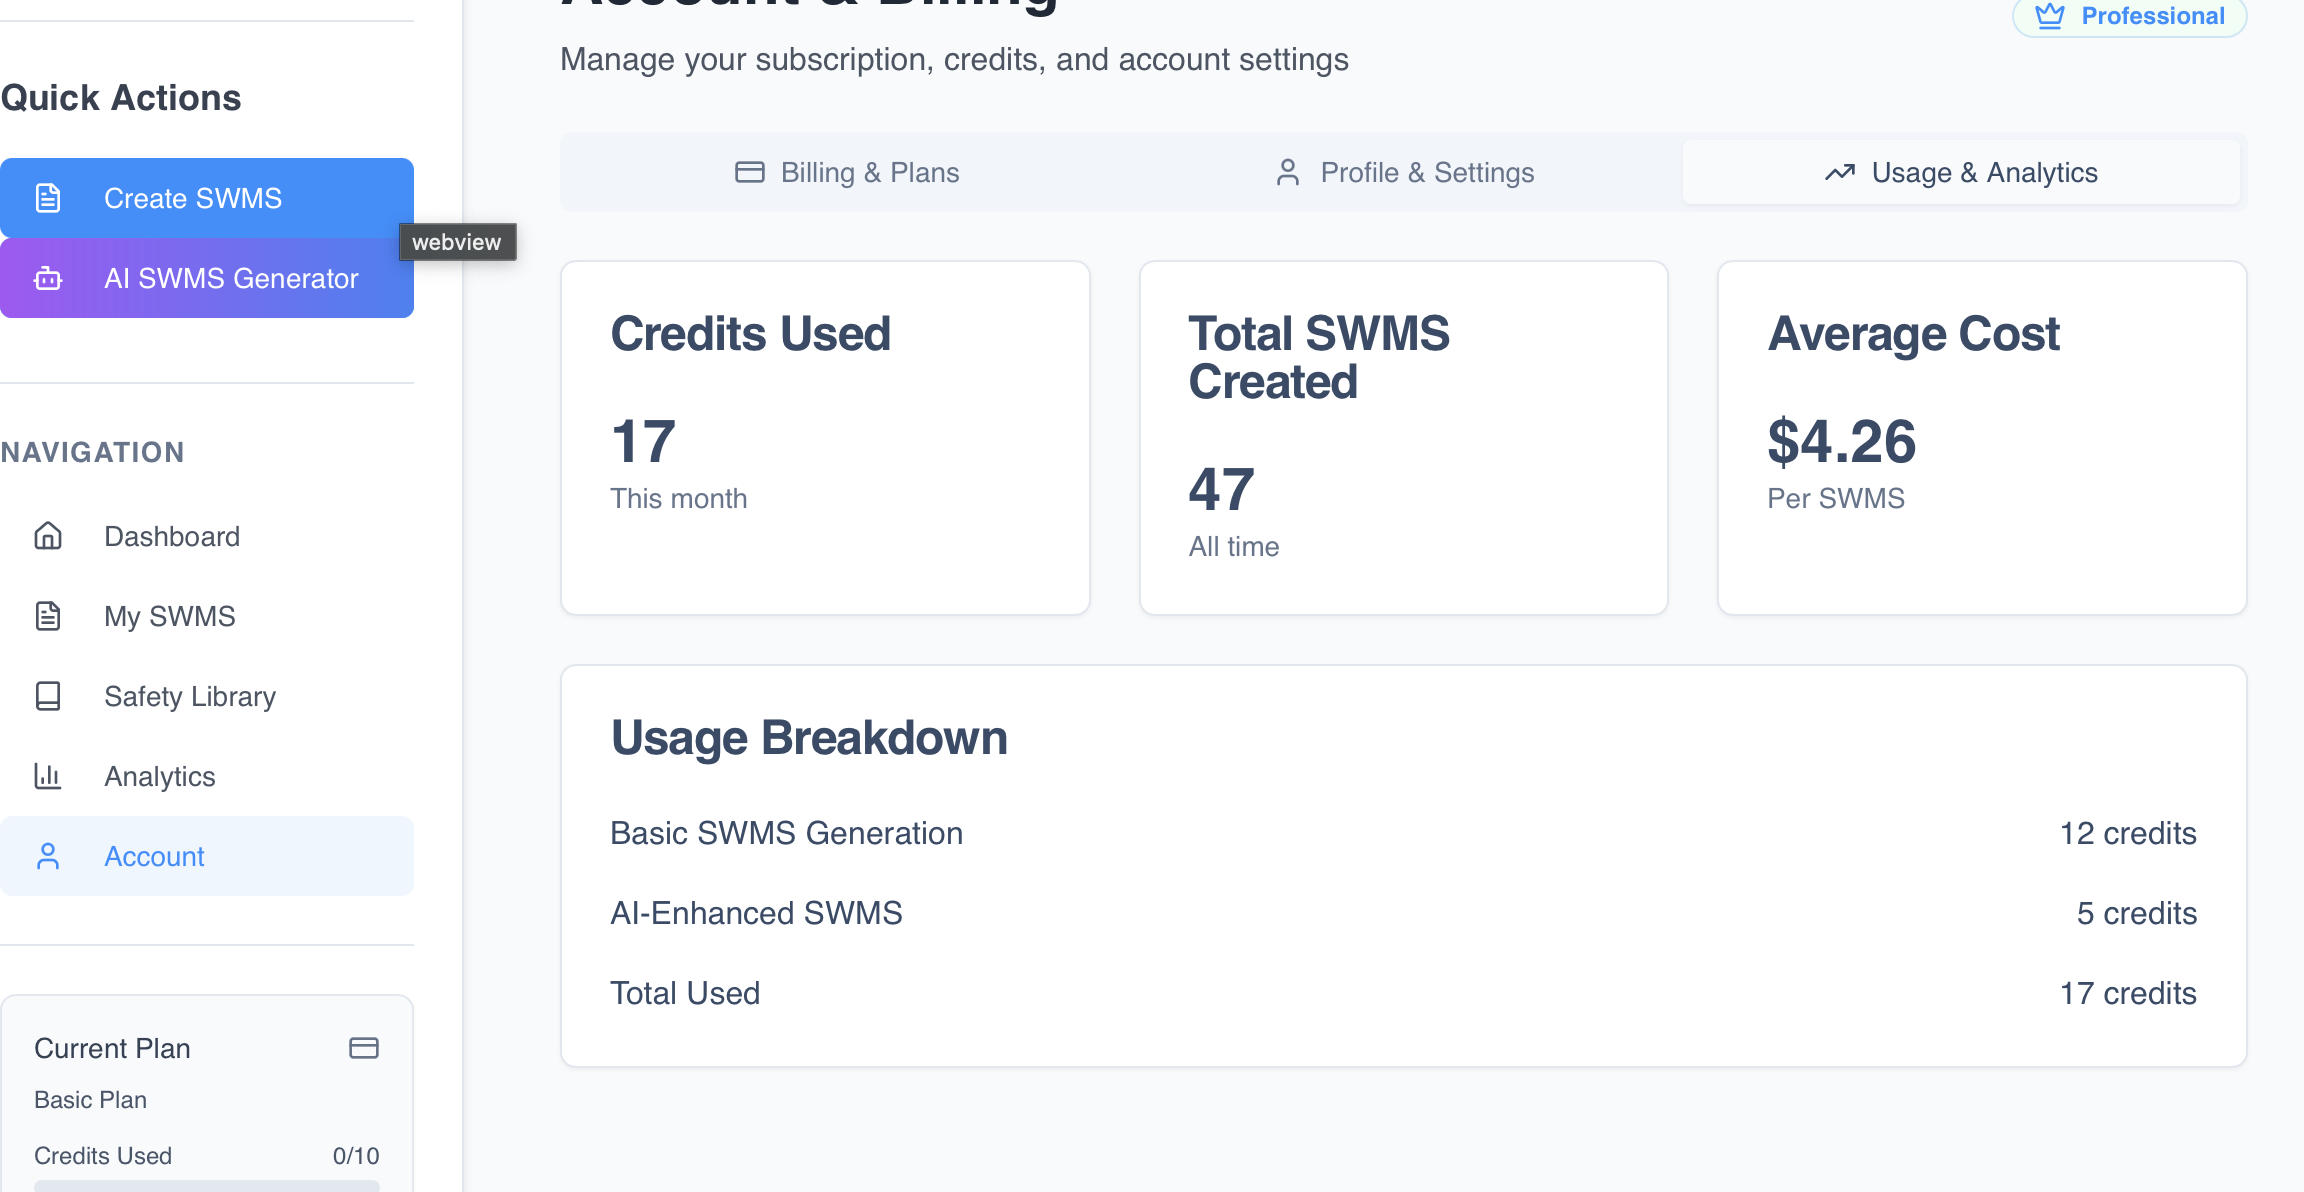 Account & Billing
Professional
Manage your subscription, credits, and account settings
Quick Actions
Create SWMS
webview
AI SWMS Generator
NAVIGATION
Dashboard
My SWMS
Safety Library
Analytics
Account
Current Plan
Basic Plan
Credits Used 0/10
Billing & Plans
Profile & Settings
Usage & Analytics
Credits Used
17
This month
Total SWMS
Created
47
All time
Average Cost
$4.26
Per SWMS
Usage Breakdown
Basic SWMS Generation 12 credits
AI-Enhanced SWMS 5 credits
Total Used 17 credits